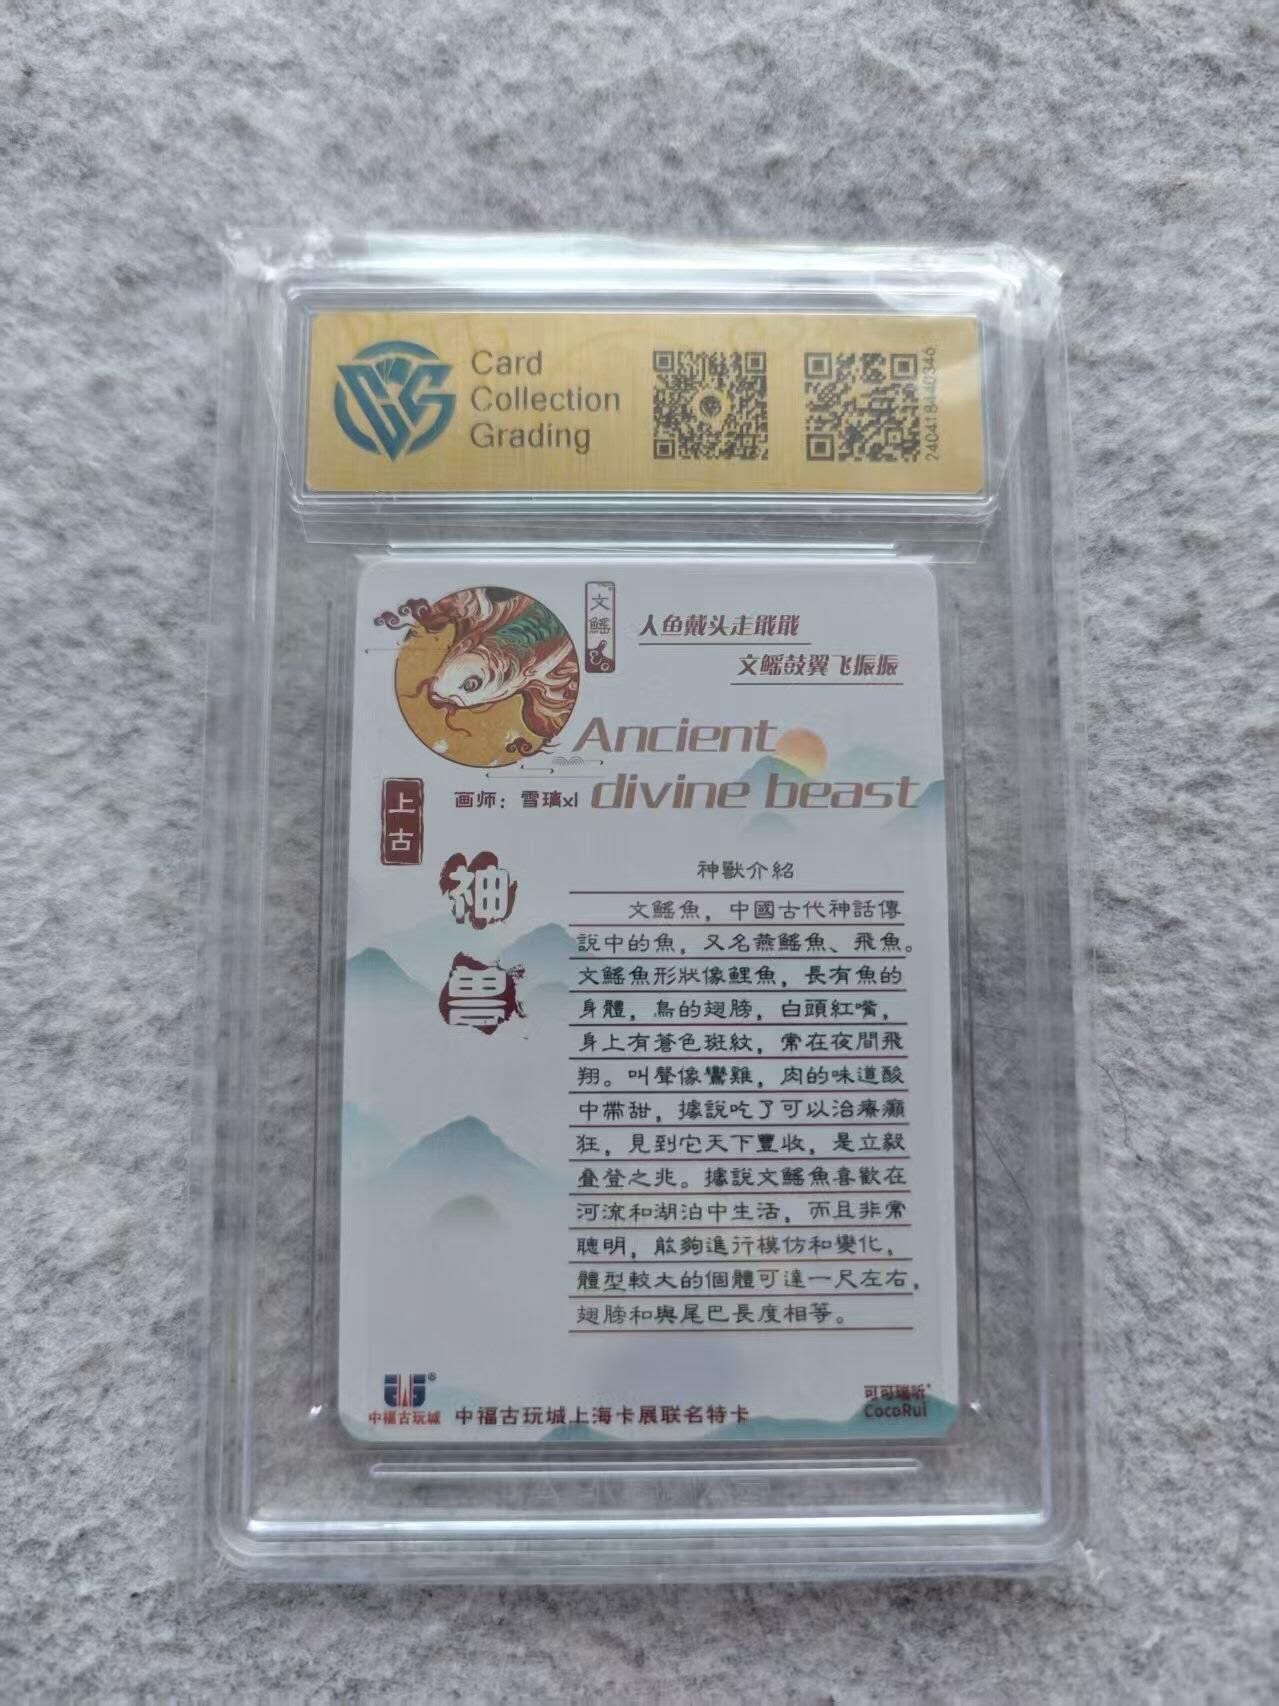 Card
Collection
Grading
240418440346
文
鳐
人鱼戴头走戢戢
文鳐鼓翼飞振振
Ancient
divine beast
画师：雪璃xl
上古
神
兽
神獸介紹
文鰩魚，中國古代神話傳
說中的魚，又名燕鰩魚、飛魚。
文鰩魚形狀像鯉魚，長有魚的
身體，鳥的翅膀，白頭紅嘴，
身上有蒼色斑紋，常在夜間飛
翔。叫聲像鸞雞，肉的味道酸
中帶甜，據說吃了可以治療癲
狂，見到它天下豐收，是立毅
叠登之兆。據說文鰩魚喜歡在
河流和湖泊中生活，而且非常
聰明，能夠進行模仿和變化，
體型較大的個體可達一尺左右，
翅膀和與尾巴長度相等。
中福古玩城
中福古玩城上海卡展联名特卡
可可瑞听
CocoRui